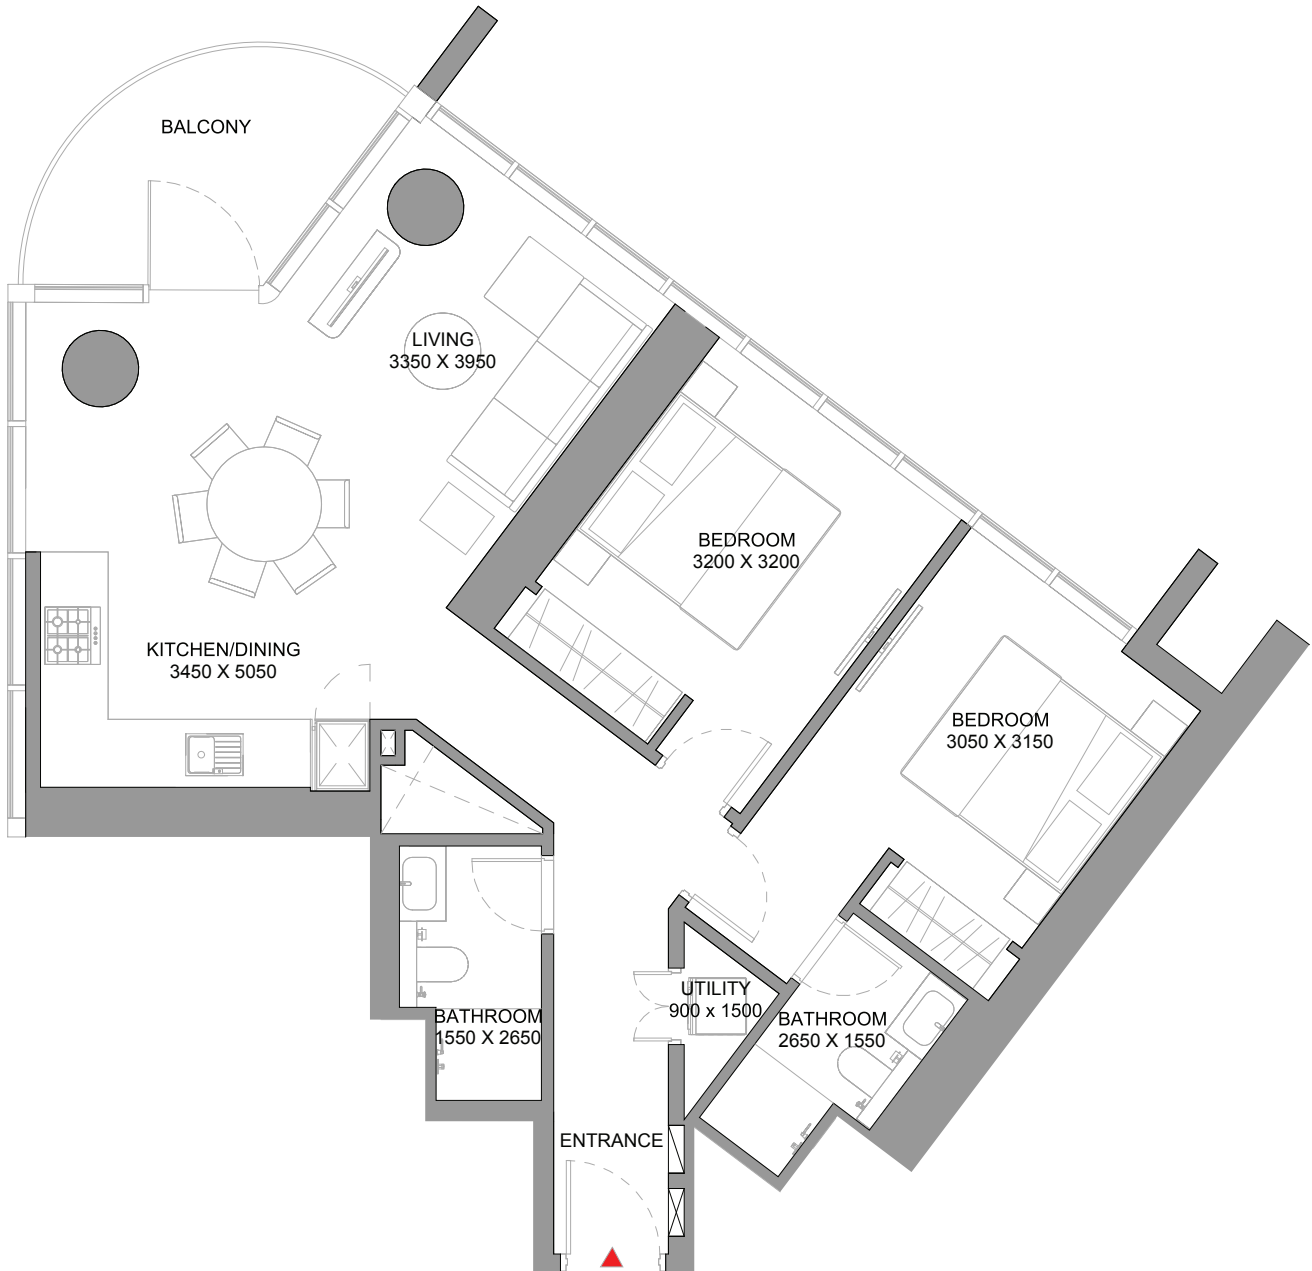 BALCONY
LIVING
3350 X 3950
BEDROOM
3200 X 3200
KITCHEN/DINING
3450 X 5050
BEDROOM
3050 X 3150
UTILITY
900 x 1500
BATHROOM
1550 X 2650
BATHROOM
2650 X 1550
ENTRANCE